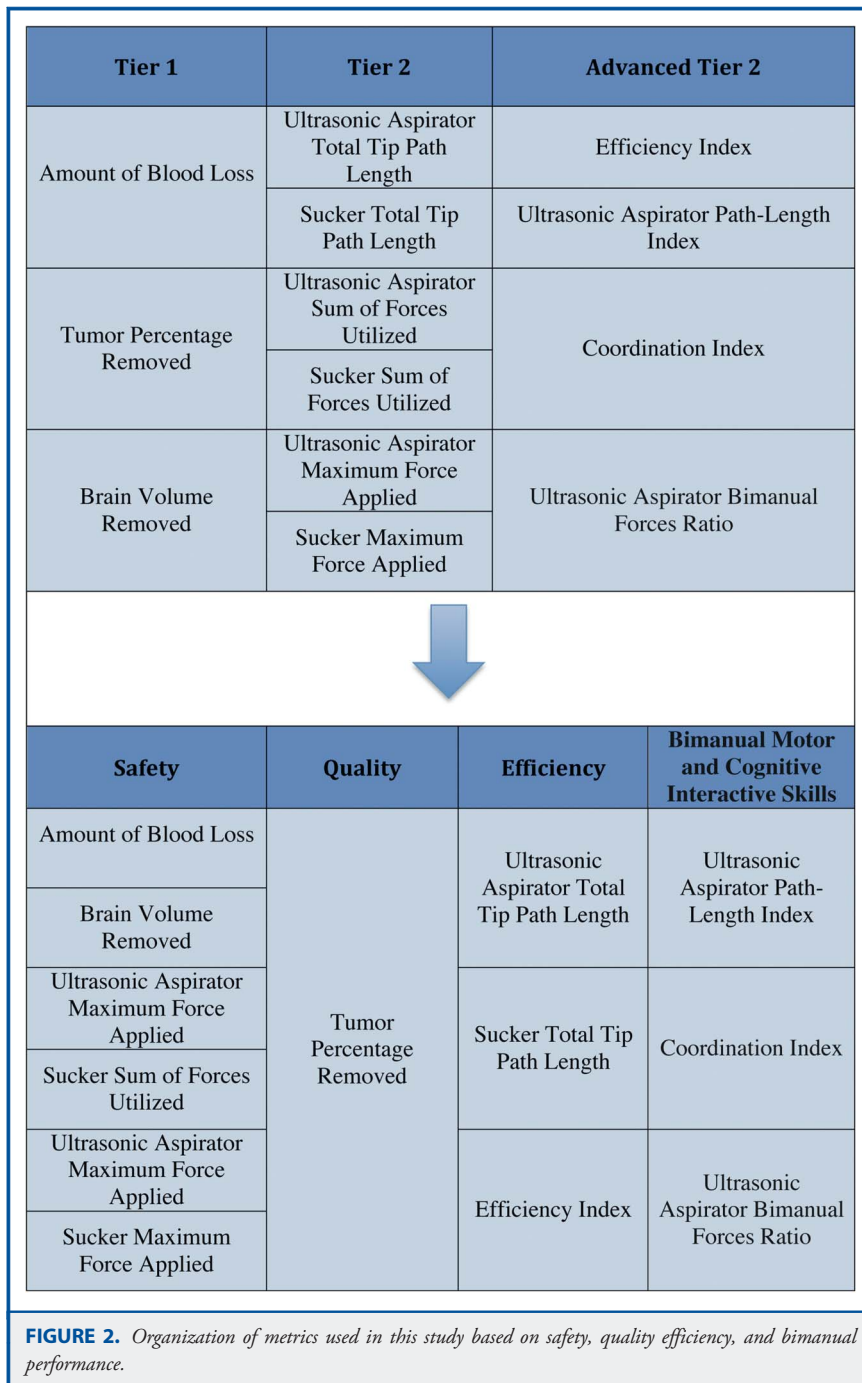 Tier 1
Tier 2
Advanced Tier 2
Amount of Blood Loss
Ultrasonic Aspirator
Total Tip Path
Length
Efficiency Index
Sucker Total Tip
Path Length
Ultrasonic Aspirator Path-Length
Index
Tumor Percentage
Removed
Ultrasonic Aspirator
Sum of Forces
Utilized
Coordination Index
Sucker Sum of
Forces Utilized
Brain Volume
Removed
Ultrasonic Aspirator
Maximum Force
Applied
Ultrasonic Aspirator Bimanual
Forces Ratio
Sucker Maximum
Force Applied
Safety
Quality
Efficiency
Bimanual Motor
and Cognitive
Interactive Skills
Amount of Blood Loss
Brain Volume
Removed
Ultrasonic Aspirator
Maximum Force
Applied
Sucker Sum of Forces
Utilized
Ultrasonic Aspirator
Maximum Force
Applied
Sucker Maximum
Force Applied
Tumor
Percentage
Removed
Ultrasonic
Aspirator Total
Tip Path Length
Sucker Total Tip
Path Length
Efficiency Index
Ultrasonic
Aspirator Path-
Length Index
Coordination Index
Ultrasonic
Aspirator Bimanual
Forces Ratio
FIGURE 2. Organization of metrics used in this study based on safety, quality efficiency, and bimanual
performance.